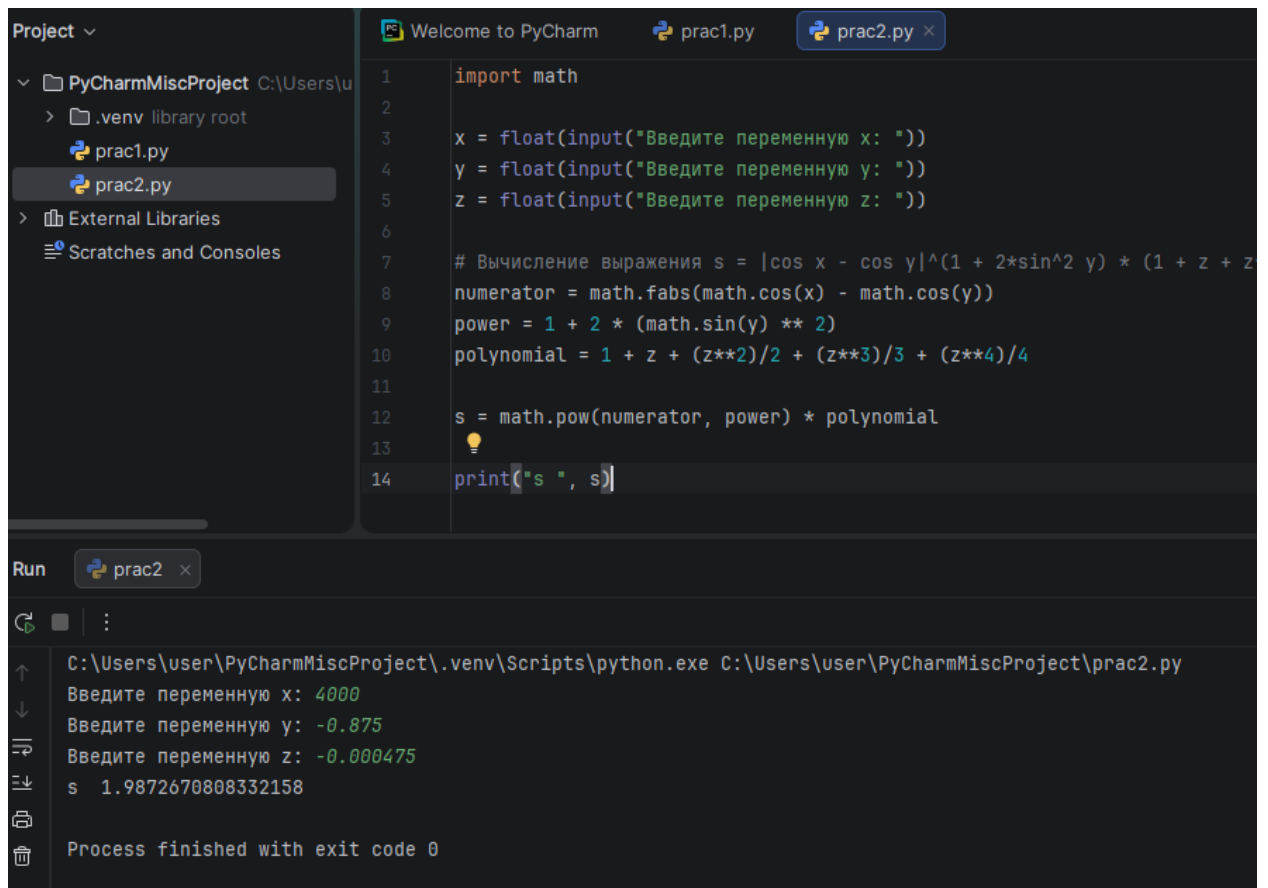 Project
PyCharmMiscProject C:\Users\u
.venv library root
prac1.py
prac2.py
External Libraries
Scratches and Consoles
Welcome to PyCharm prac1.py prac2.py
1 import math
2
3 x = float(input("Введите переменную x: "))
4 y = float(input("Введите переменную y: "))
5 z = float(input("Введите переменную z: "))
6
7 # Вычисление выражения s = |cos x - cos y|^(1 + 2*sin^2 y) * (1 + z + z
8 numerator = math.fabs(math.cos(x) - math.cos(y))
9 power = 1 + 2 * (math.sin(y) ** 2)
10 polynomial = 1 + z + (z**2)/2 + (z**3)/3 + (z**4)/4
11
12 s = math.pow(numerator, power) * polynomial
13
14 print("s ", s)
Run prac2
C:\Users\user\PyCharmMiscProject\.venv\Scripts\python.exe C:\Users\user\PyCharmMiscProject\prac2.py
Введите переменную x: 4000
Введите переменную y: -0.875
Введите переменную z: -0.000475
s  1.9872670808332158
Process finished with exit code 0